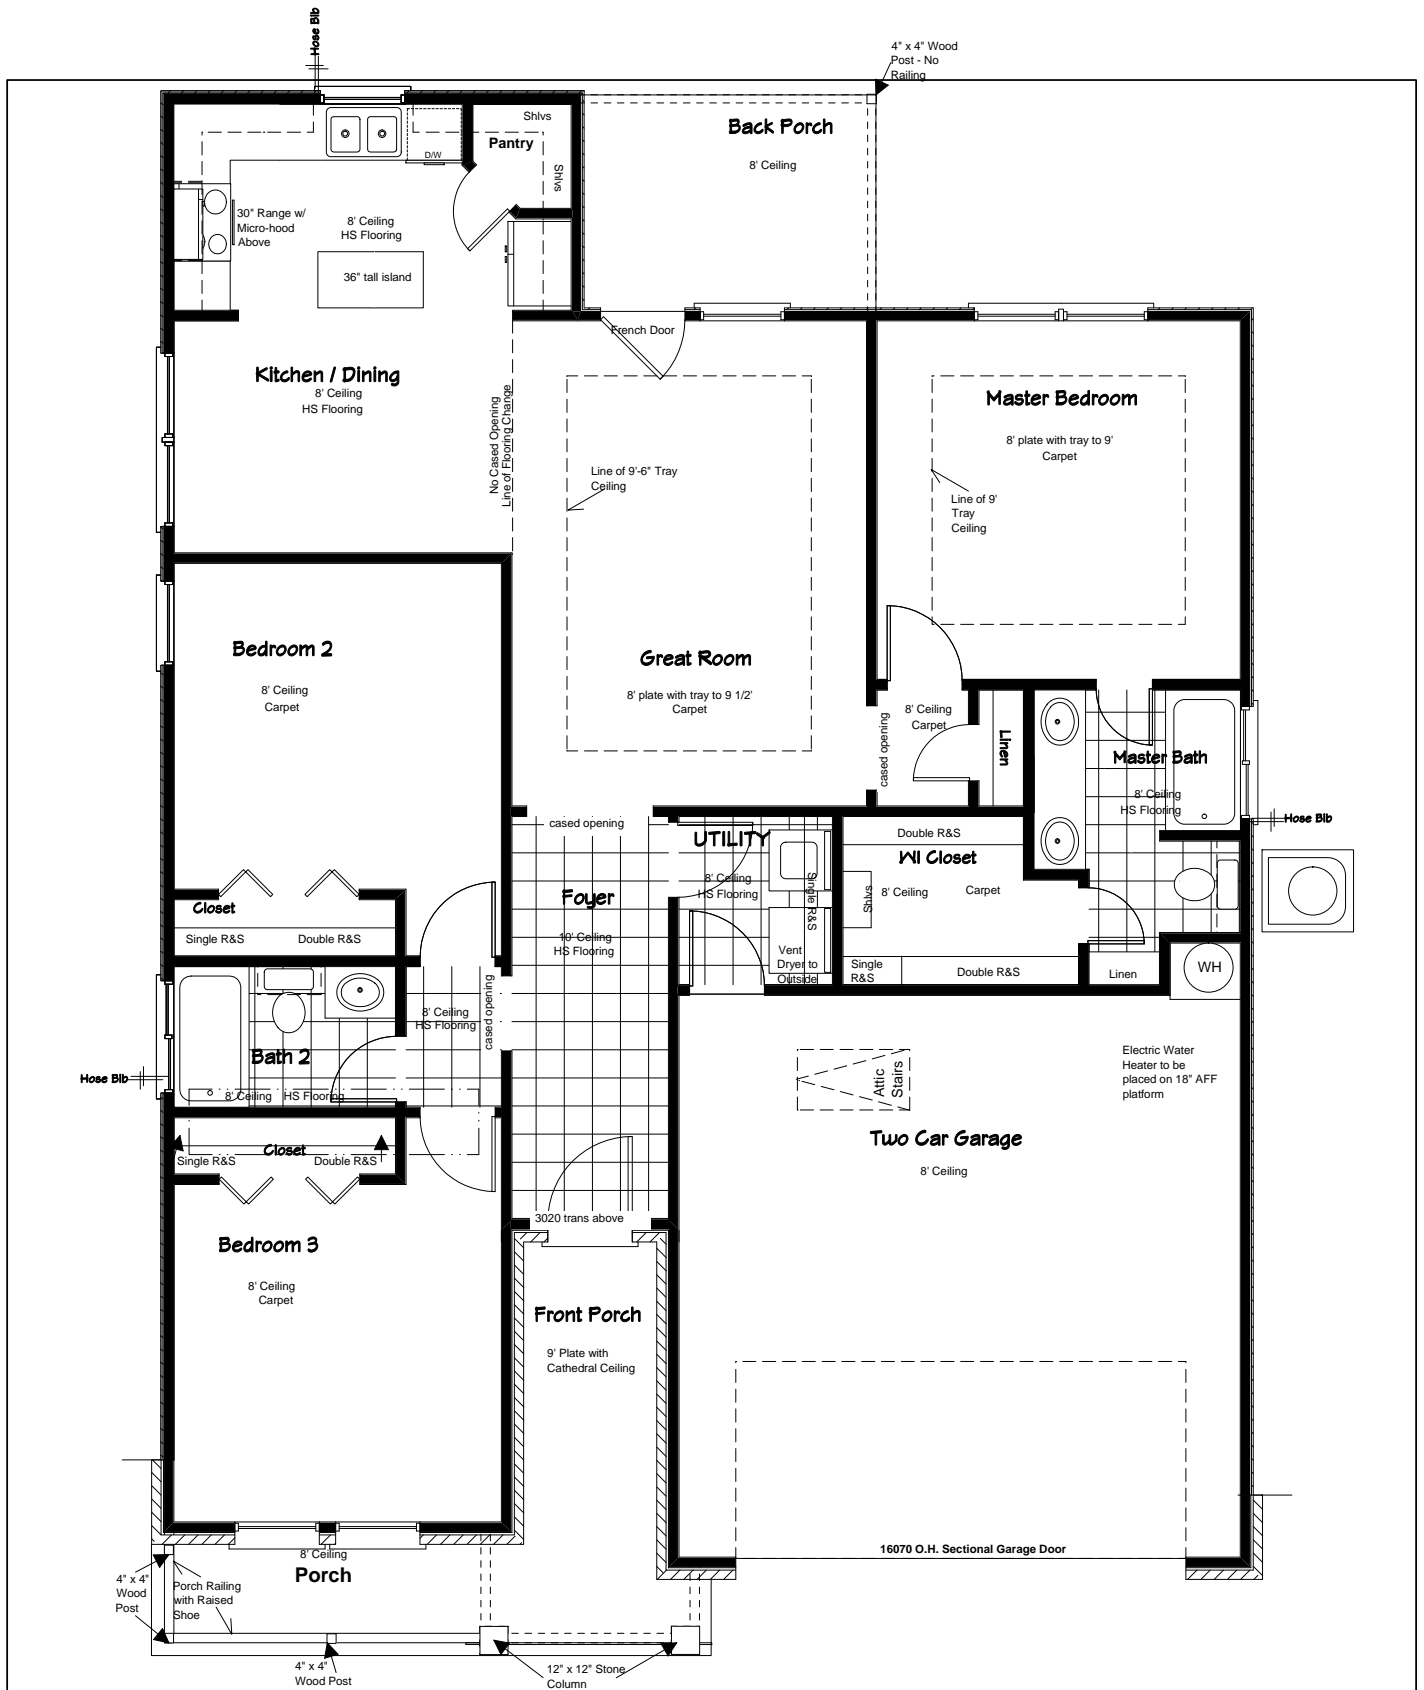 Hose Bib
4" x 4" Wood
Post - No
Railing
Back Porch
8' Ceiling
Shlvs
Pantry
Shlvs
D/W
30" Range w/
Micro-hood
Above
8' Ceiling
HS Flooring
36" tall island
French Door
Kitchen / Dining
8' Ceiling
HS Flooring
No Cased Opening
Line of Flooring Change
Line of 9'-6" Tray
Ceiling
Master Bedroom
8' plate with tray to 9'
Carpet
Line of 9'
Tray
Ceiling
Bedroom 2
8' Ceiling
Carpet
Great Room
8' plate with tray to 9 1/2'
Carpet
cased opening
8' Ceiling
Carpet
Linen
Master Bath
8' Ceiling
HS Flooring
Hose Bib
cased opening
UTILITY
8' Ceiling
HS Flooring
Single R&S
Vent
Dryer to
Outside
Double R&S
WI Closet
8' Ceiling
Carpet
Shlvs
Single
R&S
Double R&S
Linen
WH
Closet
Single R&S
Double R&S
Foyer
10' Ceiling
HS Flooring
8' Ceiling
HS Flooring
cased opening
Bath 2
8' Ceiling
HS Flooring
Hose Bib
Attic
Stairs
Electric Water
Heater to be
placed on 18" AFF
platform
Two Car Garage
8' Ceiling
Closet
Single R&S
Double R&S
3020 trans above
Bedroom 3
8' Ceiling
Carpet
Front Porch
9' Plate with
Cathedral Ceiling
16070 O.H. Sectional Garage Door
8' Ceiling
Porch
4" x 4"
Wood
Post
Porch Railing
with Raised
Shoe
4" x 4"
Wood Post
12" x 12" Stone
Column